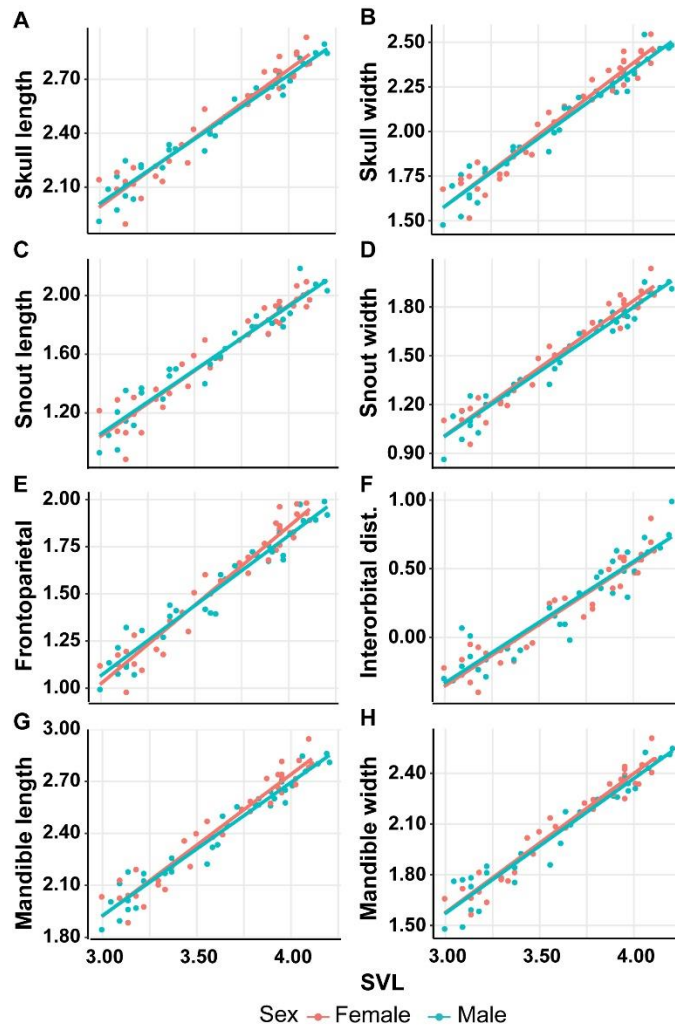 A
Skull length
2.70
2.40
2.10
B
Skull width
2.50
2.25
2.00
1.75
1.50
C
Snout length
2.00
1.60
1.20
D
Snout width
1.80
1.50
1.20
0.90
E
Frontoparietal
2.00
1.75
1.50
1.25
1.00
F
Interorbital dist.
1.00
0.50
0.00
G
Mandible length
3.00
2.70
2.40
2.10
1.80
3.00 3.50 4.00
H
Mandible width
2.40
2.10
1.80
1.50
3.00 3.50 4.00
SVL
Sex Female Male